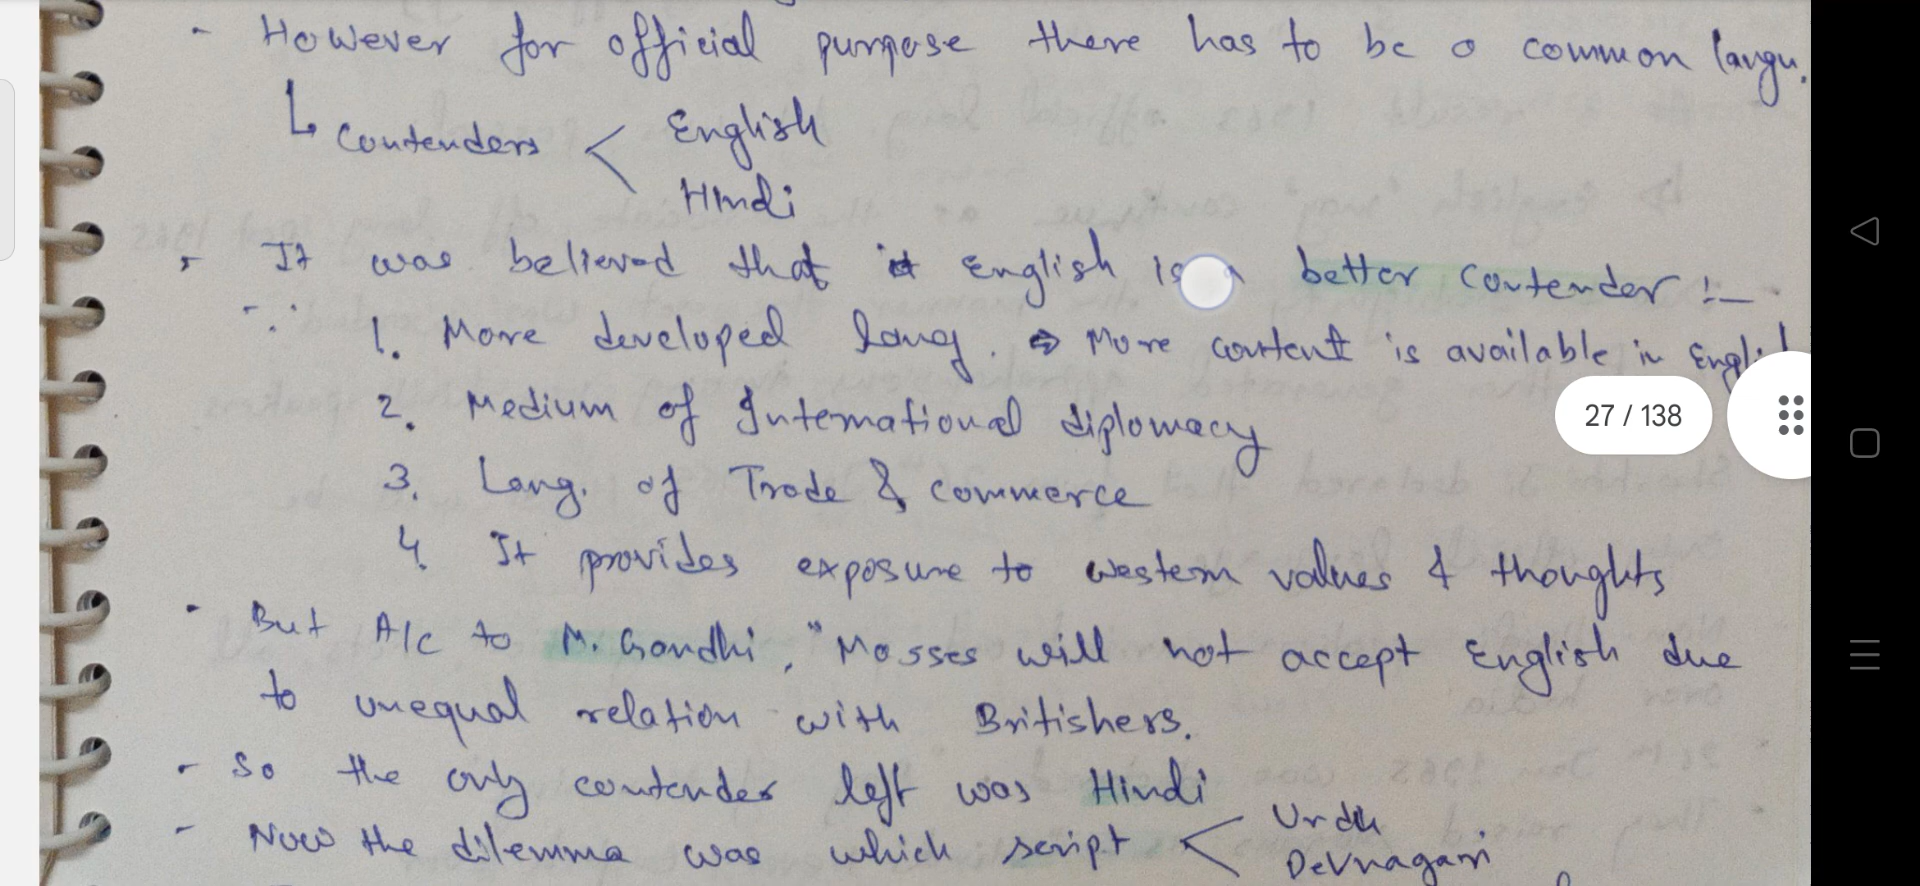 - However for official purpose there has to be a common langu.
↳ Contenders < English
Hindi
It was believed that English is a better contender :-
∵ 1. More developed lang. ⇒ More content is available in Englis
27 / 138
2. Medium of International diplomacy
3. Lang. of Trade & commerce
4. It provides exposure to western values & thoughts
• But A/c to M. Gandhi, "Masses will not accept English due
to unequal relation with Britishers.
- So the only contender left was Hindi
- Now the dilemma was which script < Urdu
Devnagari